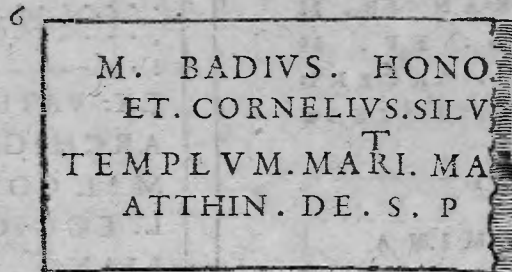 6
M. BADIVS. HONO
ET. CORNELIVS. SILV
T
TEMPLVM. MARI. MA
ATTHIN. DE. S. P